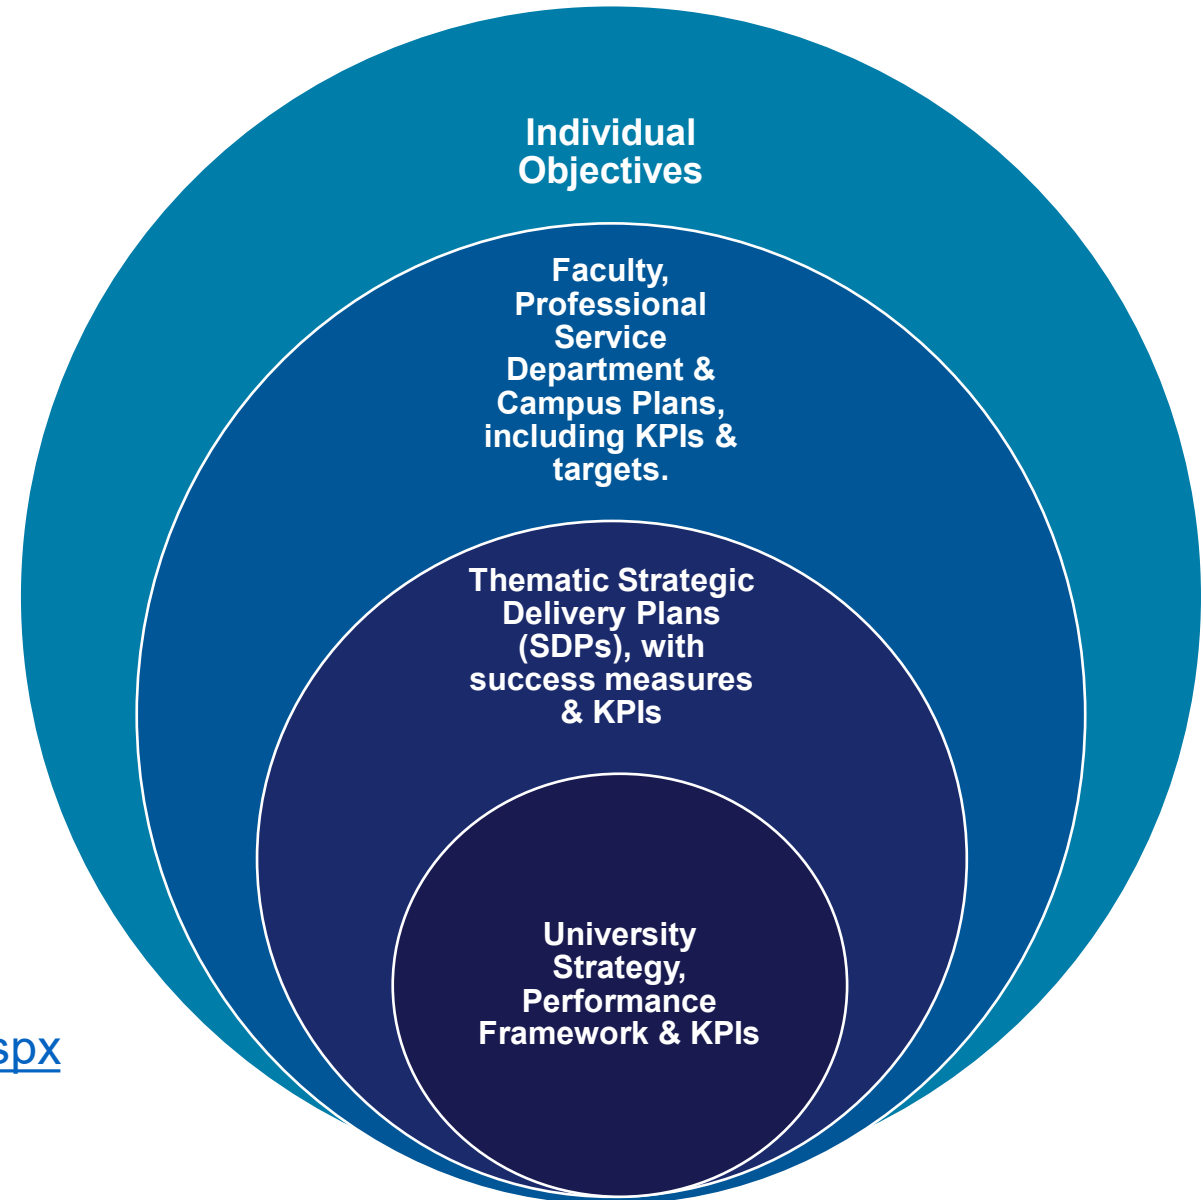 Individual
Objectives
Faculty,
Professional
Service
Department &
Campus Plans,
including KPIs &
targets.
Thematic Strategic
Delivery Plans
(SDPs), with
success measures
& KPIs
University
Strategy,
Performance
Framework & KPIs
spx